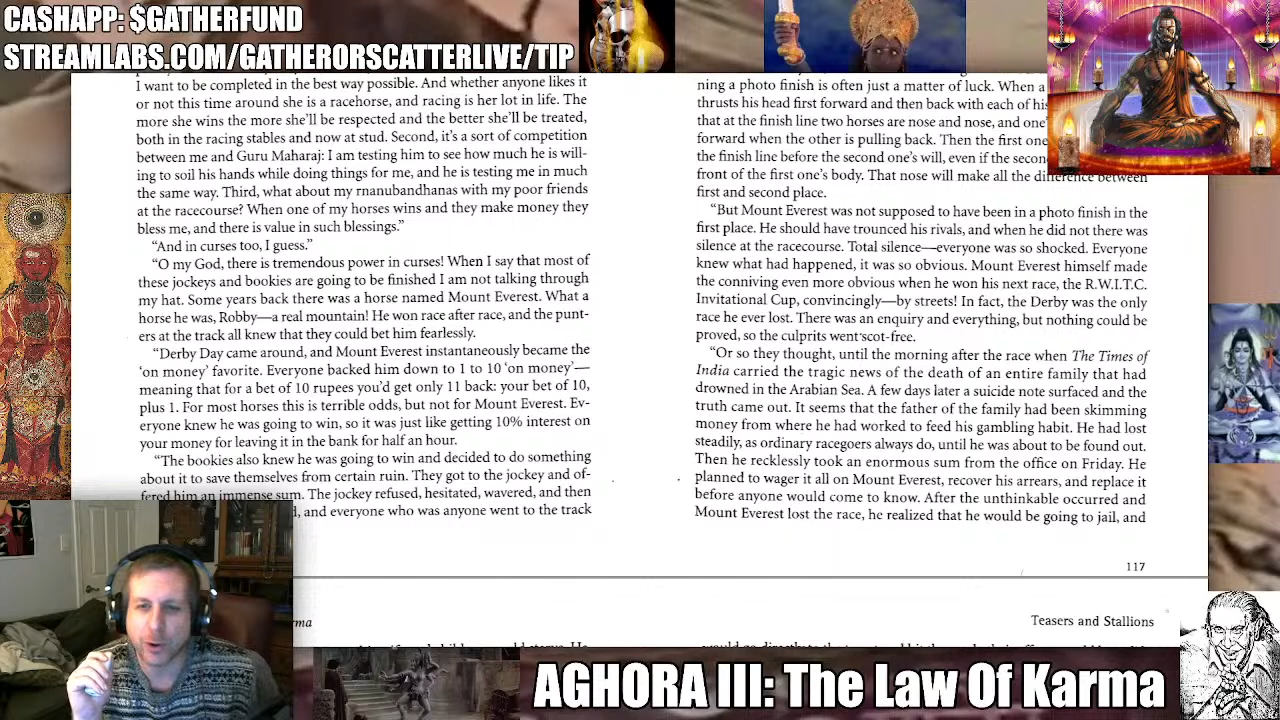 CASHAPP: $GATHERFUND
STREAMLABS.COM/GATHERORSCATTERLIVE/TIP
I want to be completed in the best way possible. And whether anyone likes it
or not this time around she is a racehorse, and racing is her lot in life. The
more she wins the more she'll be respected and the better she'll be treated,
both in the racing stables and now at stud. Second, it's a sort of competition
between me and Guru Maharaj: I am testing him to see how much he is will-
ing to soil his hands while doing things for me, and he is testing me in much
the same way. Third, what about my rnanubandhanas with my poor friends
at the racecourse? When one of my horses wins and they make money they
bless me, and there is value in such blessings."
"And in curses too, I guess."
"O my God, there is tremendous power in curses! When I say that most of
these jockeys and bookies are going to be finished I am not talking through
my hat. Some years back there was a horse named Mount Everest. What a
horse he was, Robby—a real mountain! He won race after race, and the punt-
ers at the track all knew that they could bet him fearlessly.
"Derby Day came around, and Mount Everest instantaneously became the
'on money' favorite. Everyone backed him down to 1 to 10 'on money'—
meaning that for a bet of 10 rupees you'd get only 11 back: your bet of 10,
plus 1. For most horses this is terrible odds, but not for Mount Everest. Ev-
eryone knew he was going to win, so it was just like getting 10% interest on
your money for leaving it in the bank for half an hour.
"The bookies also knew he was going to win and decided to do something
about it to save themselves from certain ruin. They got to the jockey and of-
fered him an immense sum. The jockey refused, hesitated, wavered, and then
, and everyone who was anyone went to the track
ning a photo finish is often just a matter of luck. When a
thrusts his head first forward and then back with each of his
that at the finish line two horses are nose and nose, and one'
forward when the other is pulling back. Then the first one
the finish line before the second one's will, even if the secon
front of the first one's body. That nose will make all the difference between
first and second place.
"But Mount Everest was not supposed to have been in a photo finish in the
first place. He should have trounced his rivals, and when he did not there was
silence at the racecourse. Total silence—everyone was so shocked. Everyone
knew what had happened, it was so obvious. Mount Everest himself made
the conniving even more obvious when he won his next race, the R.W.I.T.C.
Invitational Cup, convincingly—by streets! In fact, the Derby was the only
race he ever lost. There was an enquiry and everything, but nothing could be
proved, so the culprits went scot-free.
"Or so they thought, until the morning after the race when The Times of
India carried the tragic news of the death of an entire family that had
drowned in the Arabian Sea. A few days later a suicide note surfaced and the
truth came out. It seems that the father of the family had been skimming
money from where he had worked to feed his gambling habit. He had lost
steadily, as ordinary racegoers always do, until he was about to be found out.
Then he recklessly took an enormous sum from the office on Friday. He
planned to wager it all on Mount Everest, recover his arrears, and replace it
before anyone would come to know. After the unthinkable occurred and
Mount Everest lost the race, he realized that he would be going to jail, and
117
rma
Teasers and Stallions
AGHORA III: The Law Of Karma